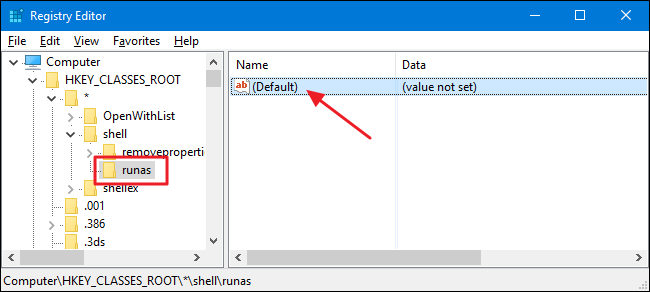 Registry Editor
File Edit View Favorites Help
Computer
HKEY_CLASSES_ROOT
*
OpenWithList
shell
removeproperti
runas
shellex
.001
.386
.3ds
Name Data
ab (Default) (value not set)
Computer\HKEY_CLASSES_ROOT\*\shell\runas